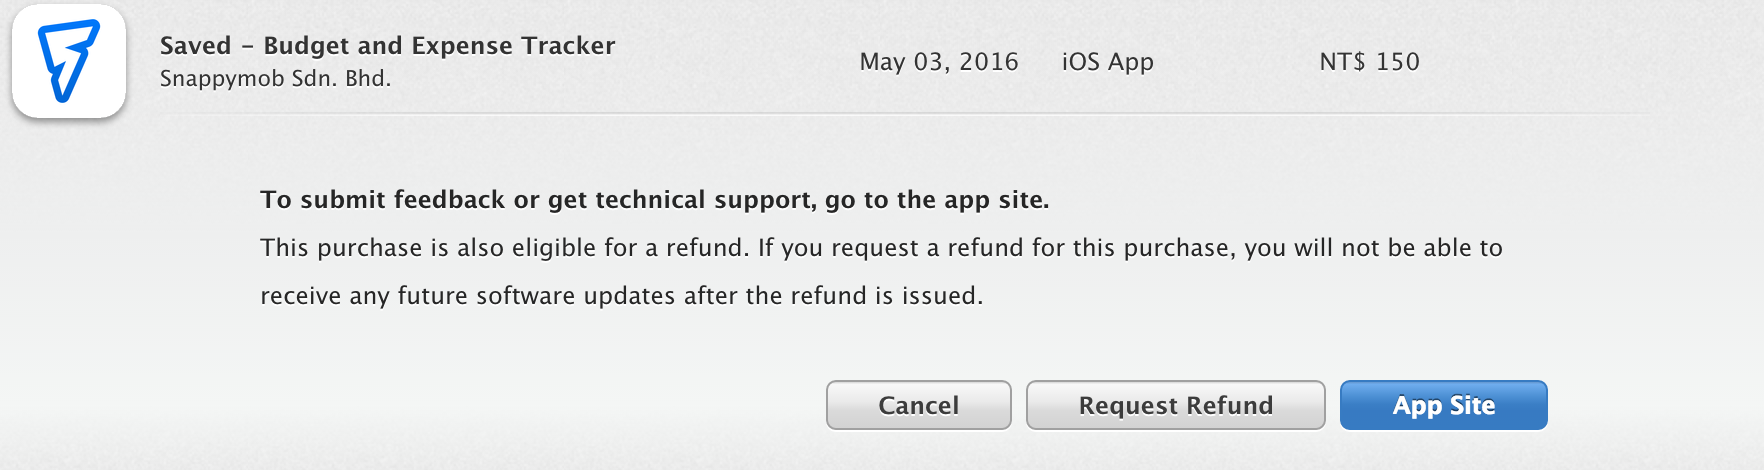 Saved – Budget and Expense Tracker
Snappymob Sdn. Bhd.
May 03, 2016
iOS App
NT$ 150
To submit feedback or get technical support, go to the app site.
This purchase is also eligible for a refund. If you request a refund for this purchase, you will not be able to
receive any future software updates after the refund is issued.
Cancel
Request Refund
App Site